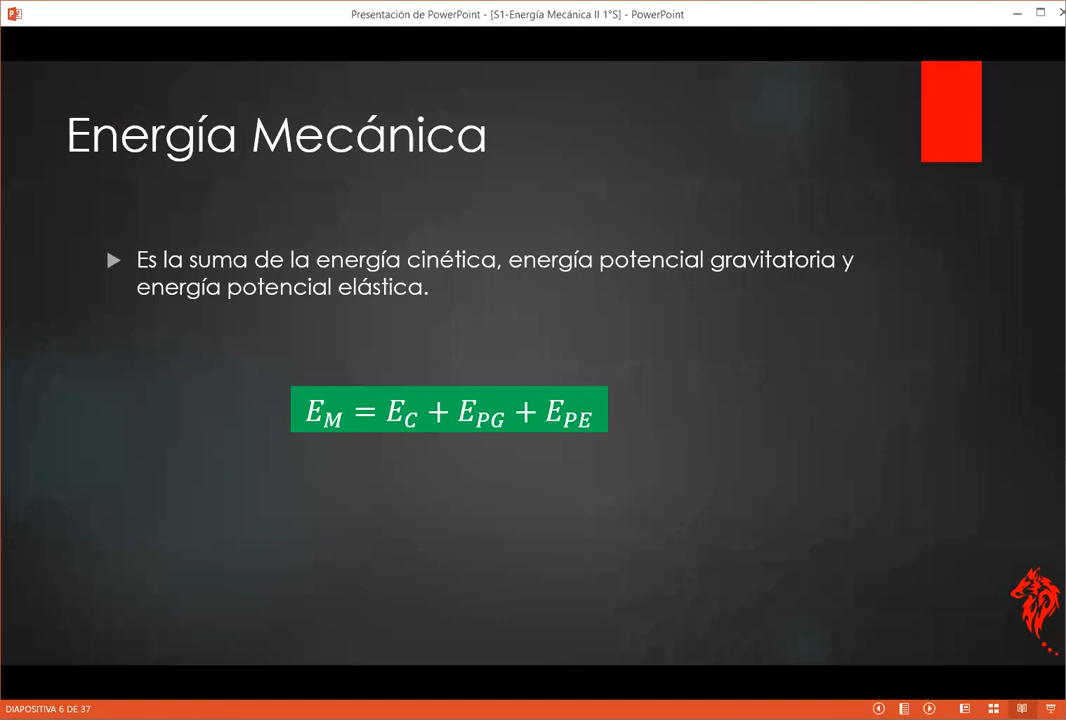 Presentación de PowerPoint - [S1-Energía Mecánica II 1°S] - PowerPoint
Energía Mecánica
Es la suma de la energía cinética, energía potencial gravitatoria y
energía potencial elástica.
E_M = E_C + E_PG + E_PE
DIAPOSITIVA 6 DE 37